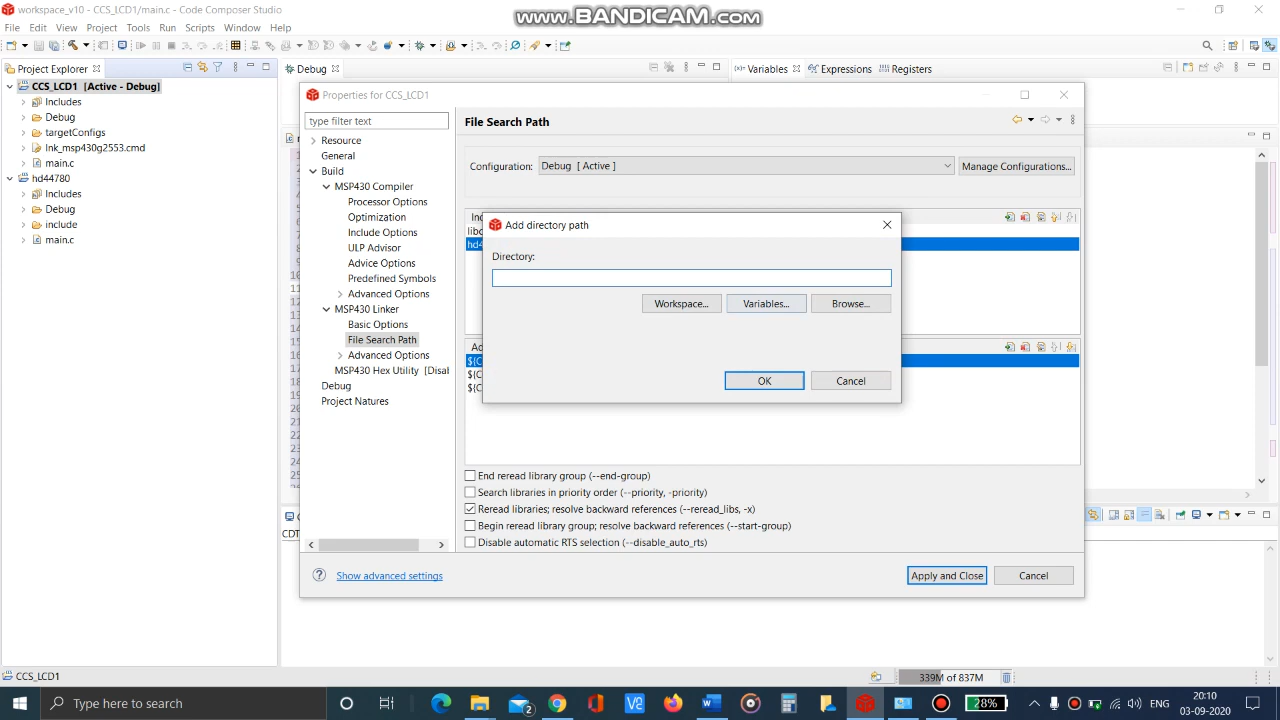 workspace_v10 - CCS_LCD1/main.c - Code Composer Studio
www.BANDICAM.com
File Edit View Project Tools Run Scripts Window Help
Project Explorer
Debug
Variables Expressions Registers
CCS_LCD1 [Active - Debug]
Includes
Debug
targetConfigs
lnk_msp430g2553.cmd
main.c
hd44780
Includes
Debug
include
main.c
Properties for CCS_LCD1
type filter text
Resource
General
Build
MSP430 Compiler
Processor Options
Optimization
Include Options
ULP Advisor
Advice Options
Predefined Symbols
Advanced Options
MSP430 Linker
Basic Options
File Search Path
Advanced Options
MSP430 Hex Utility [Disal
Debug
Project Natures
File Search Path
Configuration: Debug [ Active ] Manage Configurations...
Add directory path
Directory:
Workspace... Variables... Browse...
OK Cancel
${C
${C
${C
End reread library group (--end-group)
Search libraries in priority order (--priority, -priority)
Reread libraries; resolve backward references (--reread_libs, -x)
Begin reread library group; resolve backward references (--start-group)
Disable automatic RTS selection (--disable_auto_rts)
Show advanced settings
Apply and Close Cancel
CDT
CCS_LCD1
339M of 837M
Type here to search
2
28%
ENG
20:10
03-09-2020